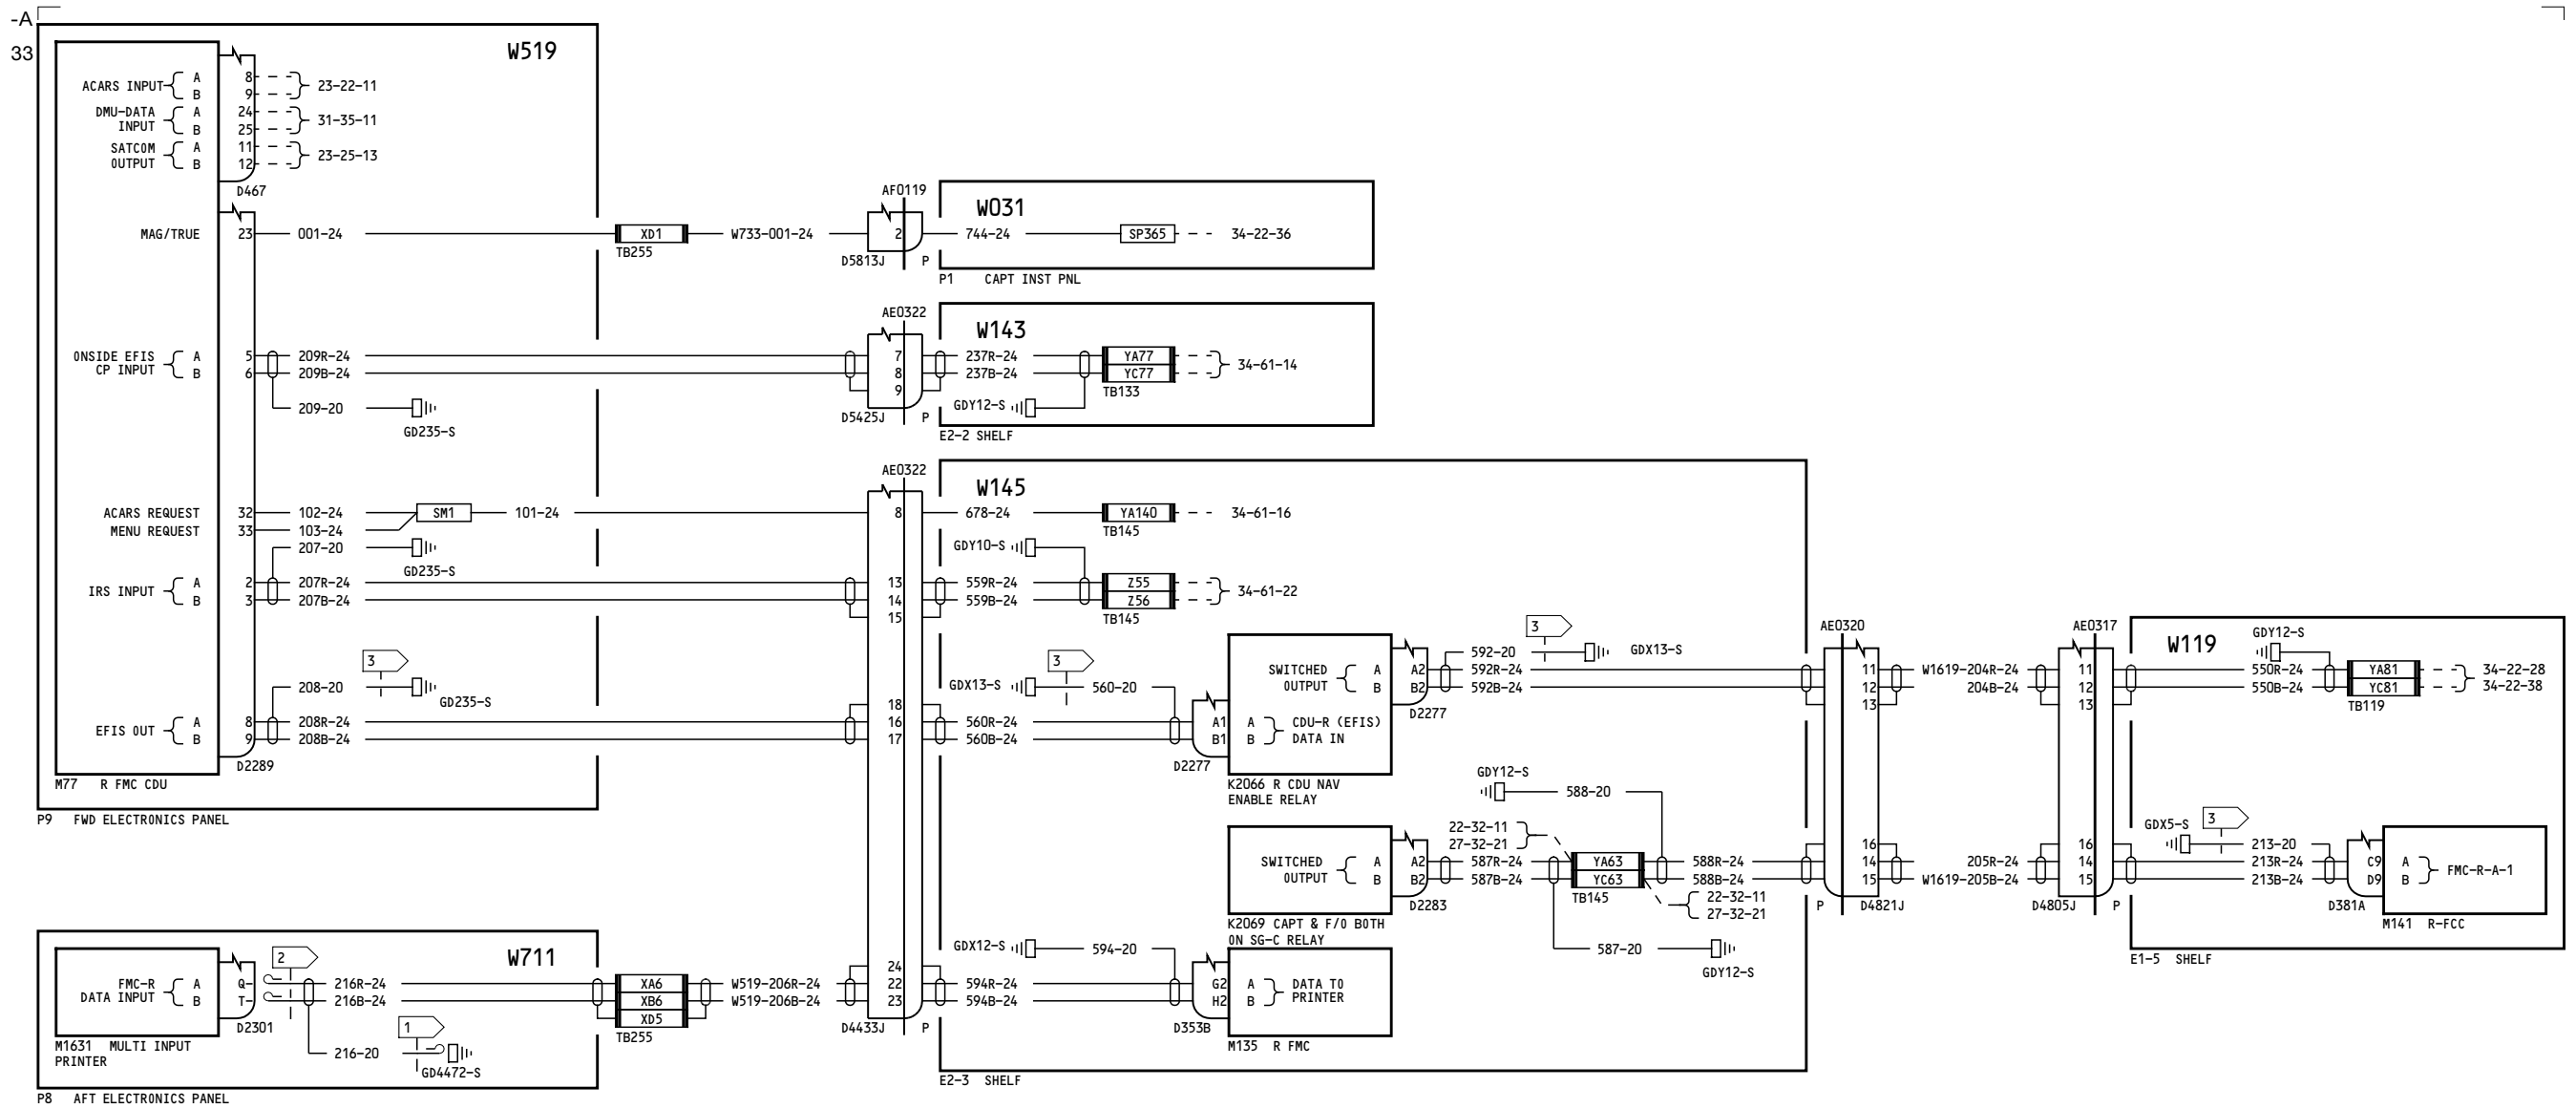 -A
33
W519
ACARS INPUT A 8 23-22-11
B 9
DMU-DATA INPUT A 24 31-35-11
B 25
SATCOM OUTPUT A 11 23-25-13
B 12
D467
MAG/TRUE 23 001-24 XD1 W733-001-24 2 744-24 SP365 34-22-36
TB255
AF0119
W031
D5813J P
P1 CAPT INST PNL
AE0322
W143
ONSIDE EFIS CP INPUT A 5 209R-24 7 237R-24 YA77 34-61-14
B 6 209B-24 8 237B-24 YC77
9
TB133
209-20
GD235-S
GDY12-S
D5425J P
E2-2 SHELF
AE0322
W145
ACARS REQUEST 32 102-24 SM1 101-24 8 678-24 YA140 34-61-16
MENU REQUEST 33 103-24
TB145
207-20
GD235-S
GDY10-S
IRS INPUT A 2 207R-24 13 559R-24 Z55 34-61-22
B 3 207B-24 14 559B-24 Z56
15
TB145
3
208-20
GD235-S
3
GDX13-S 560-20
18
EFIS OUT A 8 208R-24 16 560R-24 A1 A CDU-R (EFIS)
B 9 208B-24 17 560B-24 B1 B DATA IN
D2289
D2277
M77 R FMC CDU
P9 FWD ELECTRONICS PANEL
K2066 R CDU NAV
ENABLE RELAY
3
592-20 GDX13-S
SWITCHED OUTPUT A A2 592R-24 11 W1619-204R-24 11 550R-24 YA81 34-22-28
B B2 592B-24 12 204B-24 12 550B-24 YC81 34-22-38
13 13
D2277
AE0320
AE0317
W119
GDY12-S
TB119
GDY12-S
588-20
22-32-11
27-32-21
SWITCHED OUTPUT A A2 587R-24 YA63 588R-24 14 205R-24 14 213R-24 C9 A FMC-R-A-1
B B2 587B-24 YC63 588B-24 15 W1619-205B-24 15 213B-24 D9 B
16 16
TB145
22-32-11
27-32-21
D2283
K2069 CAPT & F/O BOTH
ON SG-C RELAY
587-20
GDY12-S
P D4821J
D4805J P
GDX5-S
3
213-20
D381A
M141 R-FCC
E1-5 SHELF
W711
2
FMC-R DATA INPUT A Q 216R-24 XA6 W519-206R-24 22 594R-24 G2 A DATA TO
B T 216B-24 XB6 W519-206B-24 23 594B-24 H2 B PRINTER
XD5
24
GDX12-S 594-20
D2301
1
216-20
GD4472-S
TB255
D4433J P
D353B
M135 R FMC
M1631 MULTI INPUT
PRINTER
P8 AFT ELECTRONICS PANEL
E2-3 SHELF